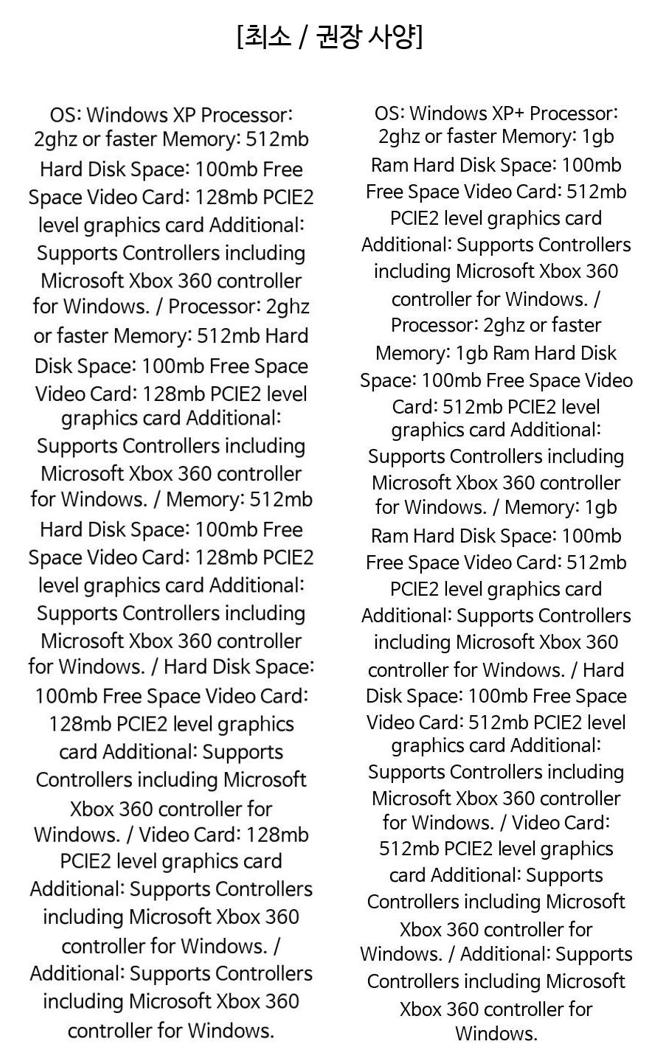 [최소 / 권장 사양]
OS: Windows XP Processor:
2ghz or faster Memory: 512mb
Hard Disk Space: 100mb Free
Space Video Card: 128mb PCIE2
level graphics card Additional:
Supports Controllers including
Microsoft Xbox 360 controller
for Windows. / Processor: 2ghz
or faster Memory: 512mb Hard
Disk Space: 100mb Free Space
Video Card: 128mb PCIE2 level
graphics card Additional:
Supports Controllers including
Microsoft Xbox 360 controller
for Windows. / Memory: 512mb
Hard Disk Space: 100mb Free
Space Video Card: 128mb PCIE2
level graphics card Additional:
Supports Controllers including
Microsoft Xbox 360 controller
for Windows. / Hard Disk Space:
100mb Free Space Video Card:
128mb PCIE2 level graphics
card Additional: Supports
Controllers including Microsoft
Xbox 360 controller for
Windows. / Video Card: 128mb
PCIE2 level graphics card
Additional: Supports Controllers
including Microsoft Xbox 360
controller for Windows. /
Additional: Supports Controllers
including Microsoft Xbox 360
controller for Windows.
OS: Windows XP+ Processor:
2ghz or faster Memory: 1gb
Ram Hard Disk Space: 100mb
Free Space Video Card: 512mb
PCIE2 level graphics card
Additional: Supports Controllers
including Microsoft Xbox 360
controller for Windows. /
Processor: 2ghz or faster
Memory: 1gb Ram Hard Disk
Space: 100mb Free Space Video
Card: 512mb PCIE2 level
graphics card Additional:
Supports Controllers including
Microsoft Xbox 360 controller
for Windows. / Memory: 1gb
Ram Hard Disk Space: 100mb
Free Space Video Card: 512mb
PCIE2 level graphics card
Additional: Supports Controllers
including Microsoft Xbox 360
controller for Windows. / Hard
Disk Space: 100mb Free Space
Video Card: 512mb PCIE2 level
graphics card Additional:
Supports Controllers including
Microsoft Xbox 360 controller
for Windows. / Video Card:
512mb PCIE2 level graphics
card Additional: Supports
Controllers including Microsoft
Xbox 360 controller for
Windows. / Additional: Supports
Controllers including Microsoft
Xbox 360 controller for
Windows.